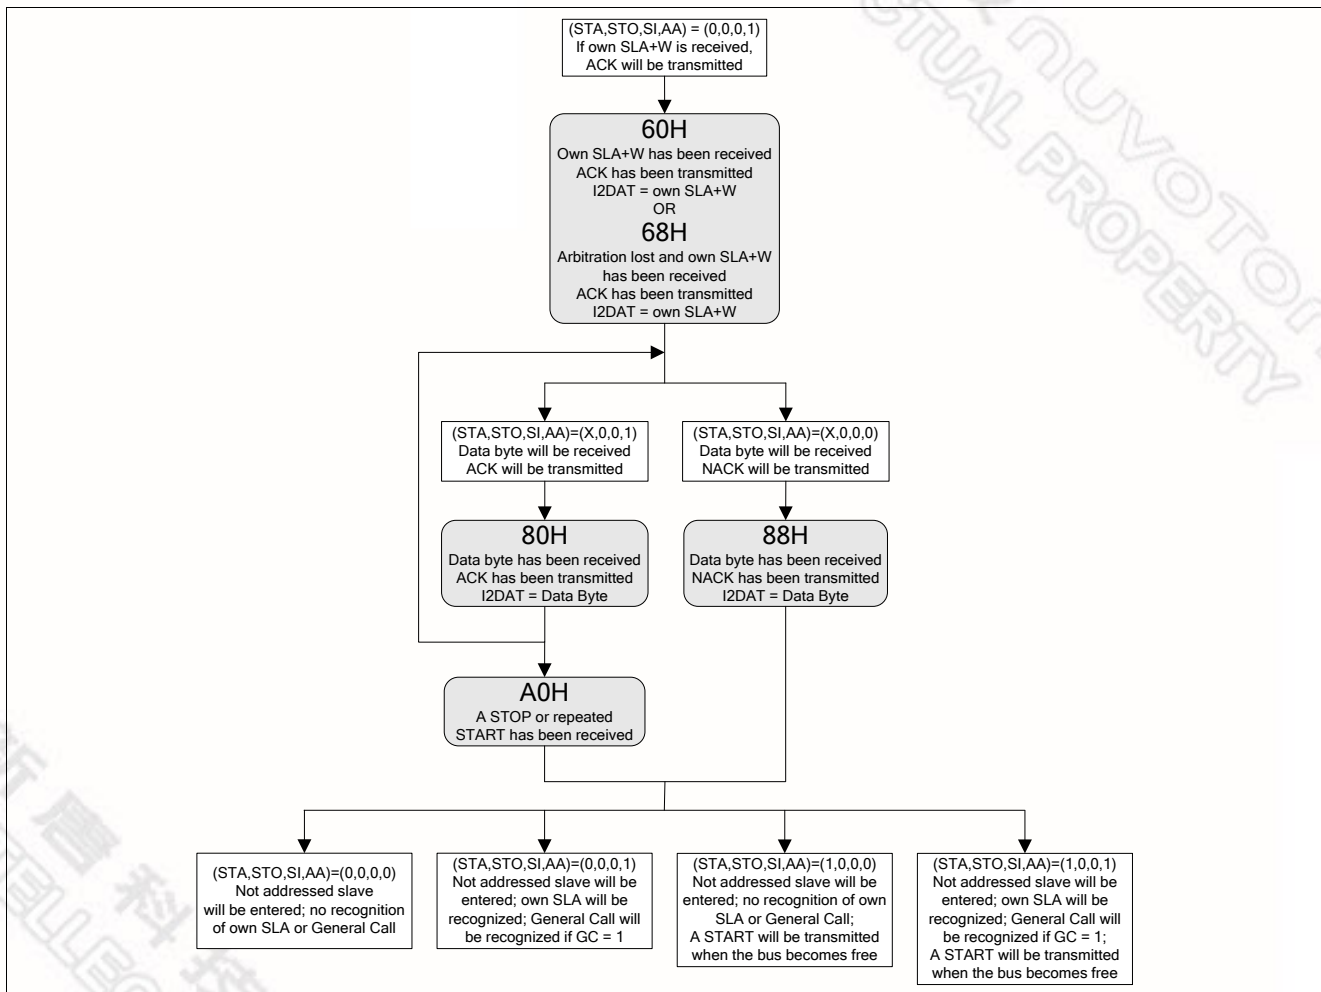 (STA,STO,SI,AA) = (0,0,0,1)
If own SLA+W is received,
ACK will be transmitted
60H
Own SLA+W has been received
ACK has been transmitted
I2DAT = own SLA+W
OR
68H
Arbitration lost and own SLA+W
has been received
ACK has been transmitted
I2DAT = own SLA+W
(STA,STO,SI,AA)=(X,0,0,1)
Data byte will be received
ACK will be transmitted
(STA,STO,SI,AA)=(X,0,0,0)
Data byte will be received
NACK will be transmitted
80H
Data byte has been received
ACK has been transmitted
I2DAT = Data Byte
88H
Data byte has been received
NACK has been transmitted
I2DAT = Data Byte
A0H
A STOP or repeated
START has been received
(STA,STO,SI,AA)=(0,0,0,0)
Not addressed slave
will be entered; no recognition
of own SLA or General Call
(STA,STO,SI,AA)=(0,0,0,1)
Not addressed slave will be
entered; own SLA will be
recognized; General Call will
be recognized if GC = 1
(STA,STO,SI,AA)=(1,0,0,0)
Not addressed slave will be
entered; no recognition of own
SLA or General Call;
A START will be transmitted
when the bus becomes free
(STA,STO,SI,AA)=(1,0,0,1)
Not addressed slave will be
entered; own SLA will be
recognized; General Call will
be recognized if GC = 1;
A START will be transmitted
when the bus becomes free
nuvoTon
PROPERTY
新唐科技